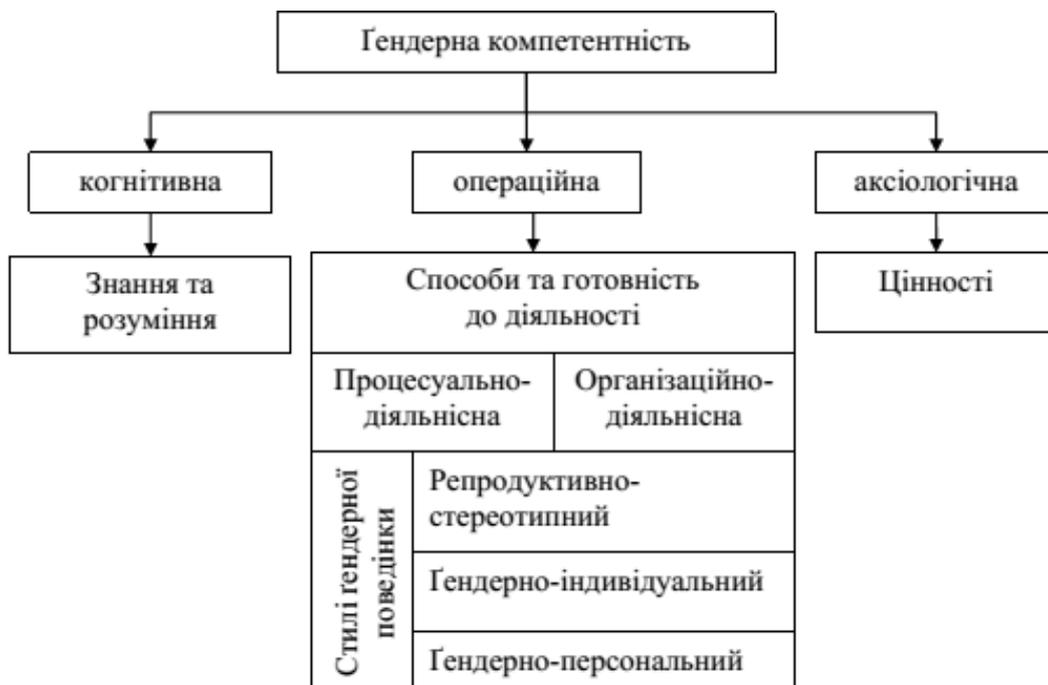 Ґендерна компетентність
когнітивна
операційна
аксіологічна
Знання та
розуміння
Способи та готовність
до діяльності
Цінності
Процесуально-
діяльнісна
Організаційно-
діяльнісна
Стилі ґендерної
поведінки
Репродуктивно-
стереотипний
Ґендерно-індивідуальний
Ґендерно-персональний